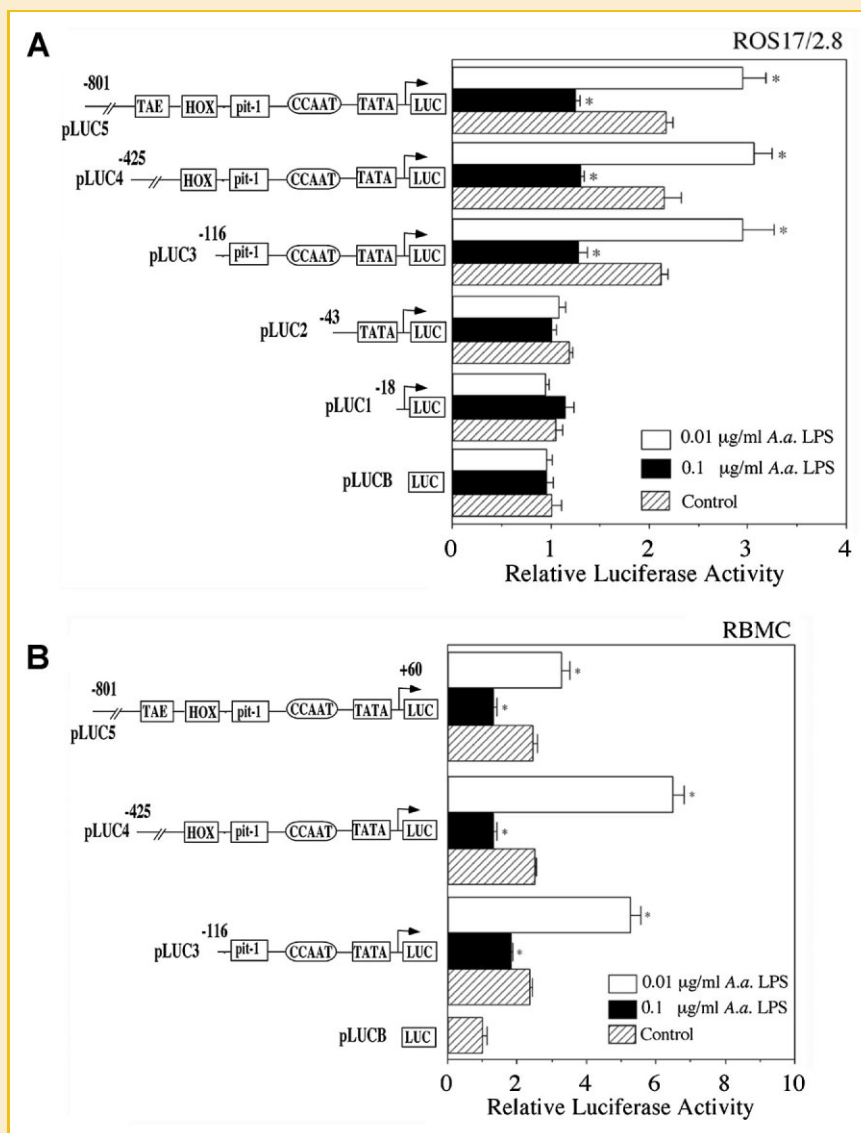 A
ROS17/2.8
-801
TAE HOX pit-1 CCAAT TATA LUC
pLUC5
-425
pLUC4 HOX pit-1 CCAAT TATA LUC
-116
pLUC3 pit-1 CCAAT TATA LUC
-43
pLUC2 TATA LUC
-18
pLUC1 LUC
pLUCB LUC
* * * * * *
0.01 µg/ml A.a. LPS
0.1 µg/ml A.a. LPS
Control
0 1 2 3 4
Relative Luciferase Activity
B
RBMC
+60
-801
TAE HOX pit-1 CCAAT TATA LUC
pLUC5
-425
pLUC4 HOX pit-1 CCAAT TATA LUC
-116
pLUC3 pit-1 CCAAT TATA LUC
pLUCB LUC
* * * * * *
0.01 µg/ml A.a. LPS
0.1 µg/ml A.a. LPS
Control
0 2 4 6 8 10
Relative Luciferase Activity